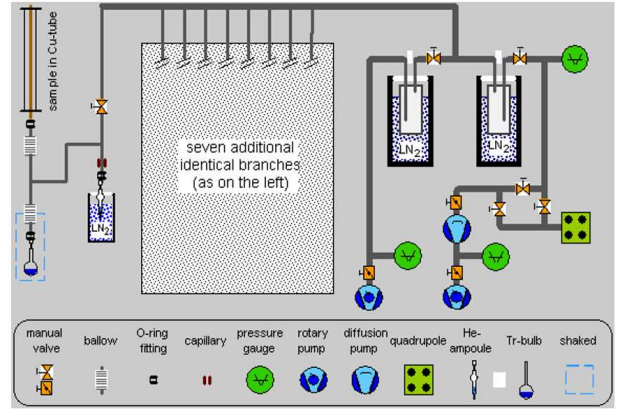 sample in Cu-tube
seven additional
identical branches
(as on the left)
LN2
LN2
LN2
manual
valve
ballow
O-ring
fitting
capillary
pressure
gauge
rotary
pump
diffusion
pump
quadrupole
He-
ampoule
Tr-bulb
shaked